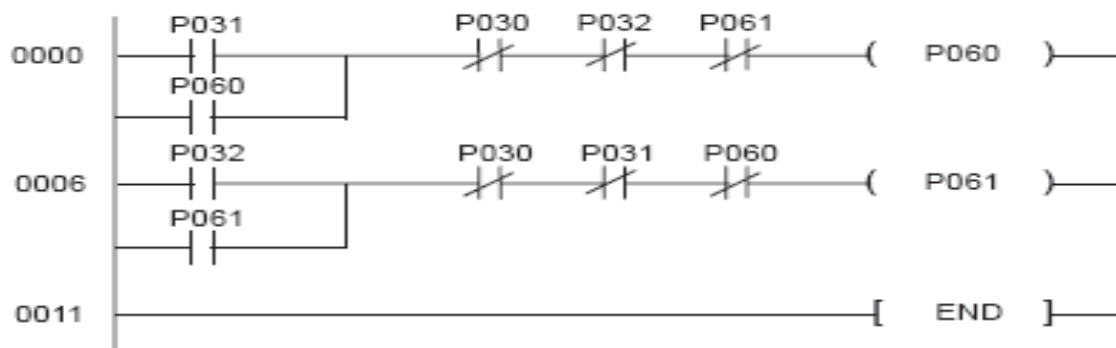 P031 P030 P032 P061
0000 ( P060 )
P060
P032 P030 P031 P060
0006 ( P061 )
P061
0011 [ END ]